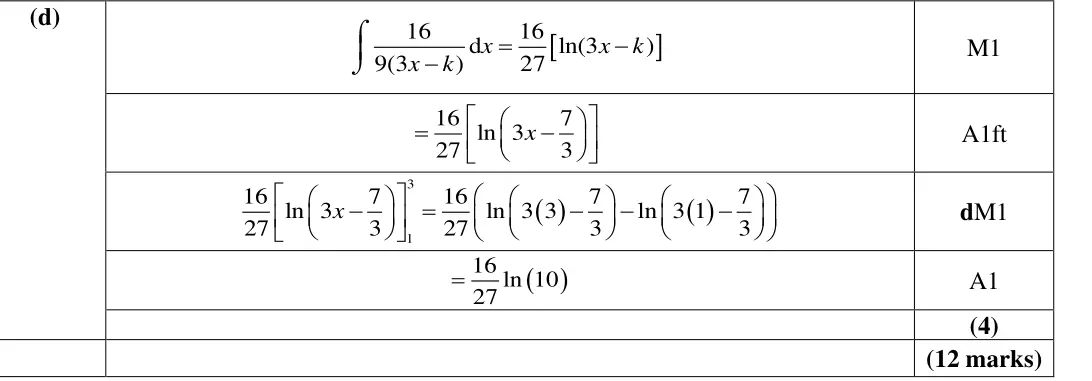 (d) ∫ 16/(9(3x − k)) dx = 16/27 [ln(3x − k)] M1
= 16/27 [ln(3x − 7/3)] A1ft
16/27 [ln(3x − 7/3)]₁³ = 16/27 (ln(3(3) − 7/3) − ln(3(1) − 7/3)) dM1
= 16/27 ln(10) A1
(4)
(12 marks)